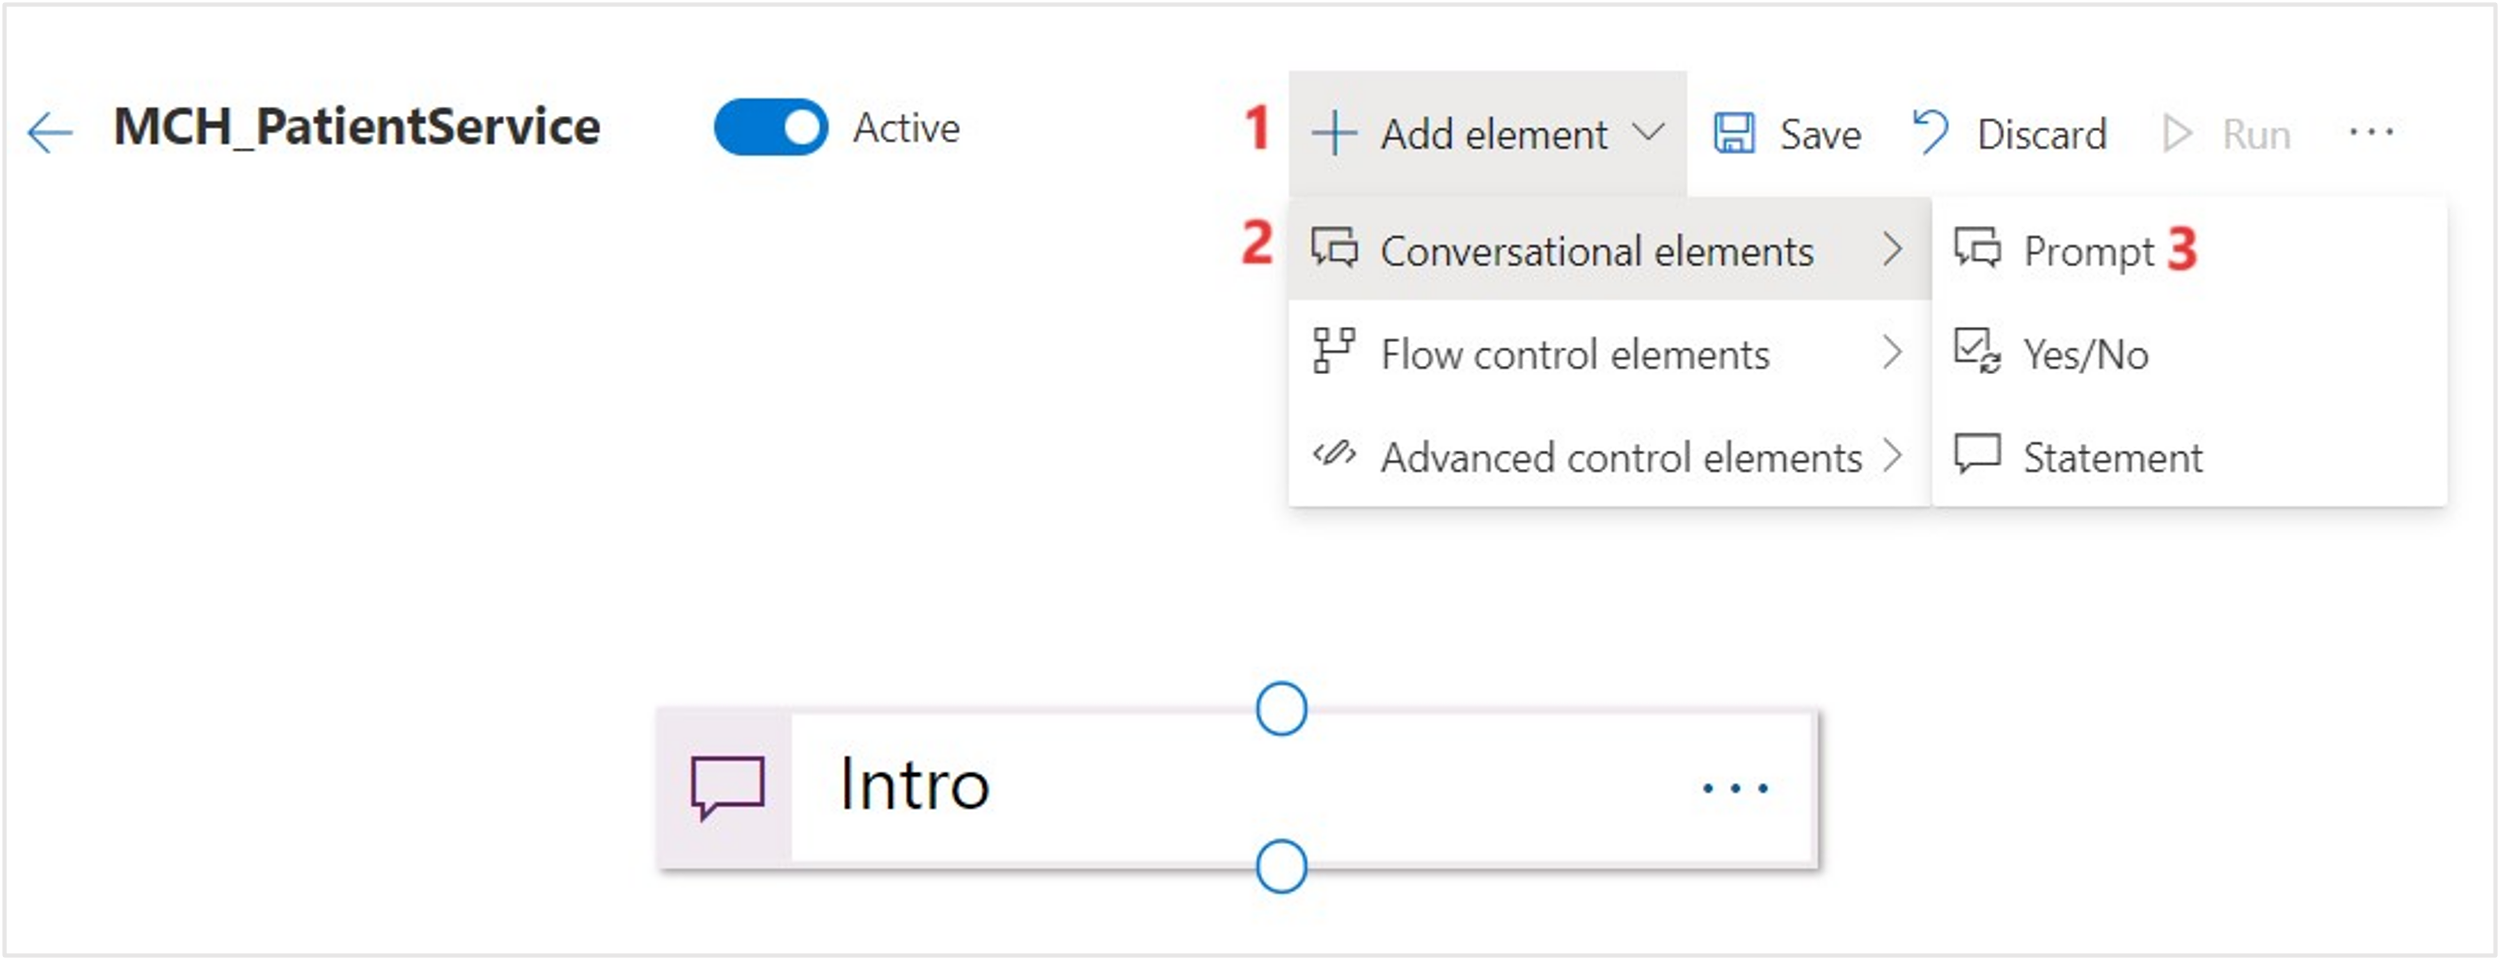 MCH_PatientService Active 1 Add element Save Discard Run ...
2 Conversational elements Prompt 3
Flow control elements Yes/No
Advanced control elements Statement
Intro ...